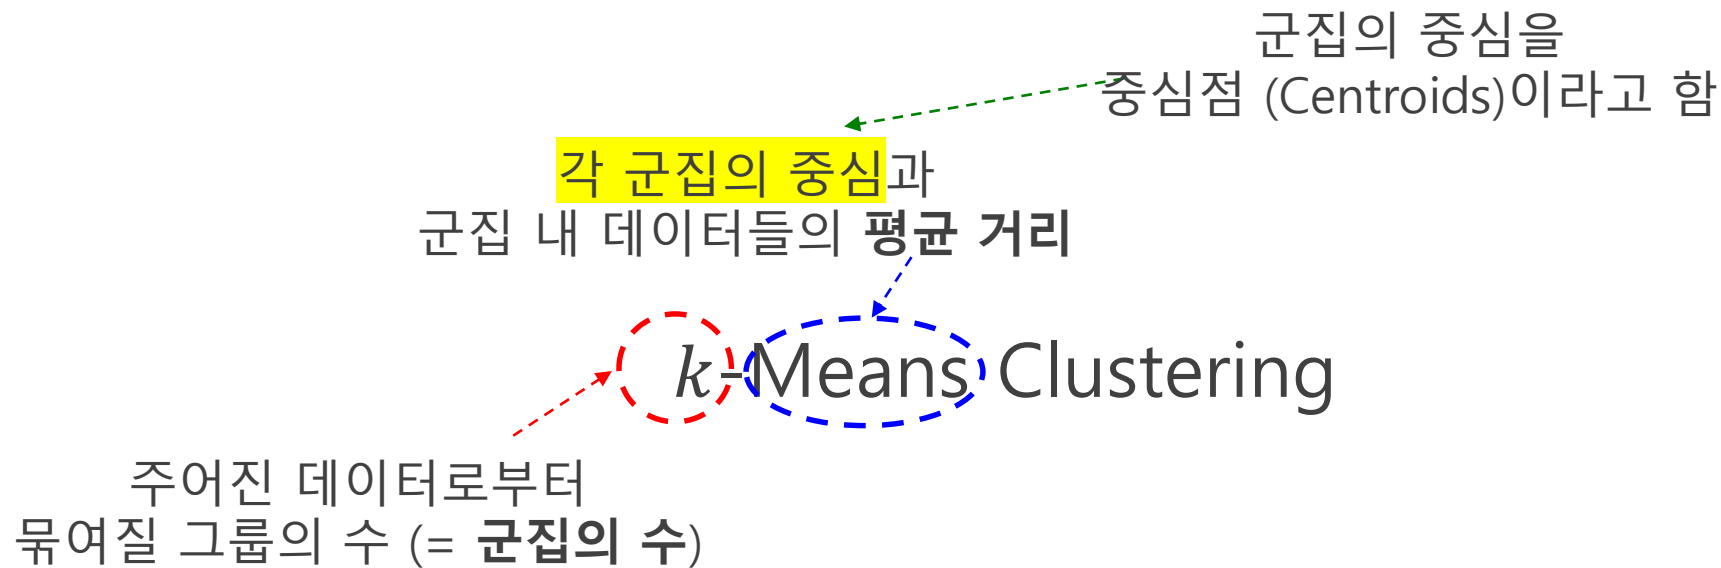 군집의 중심을
중심점 (Centroids)이라고 함
각 군집의 중심과
군집 내 데이터들의 평균 거리
k-Means Clustering
주어진 데이터로부터
묶여질 그룹의 수 (= 군집의 수)